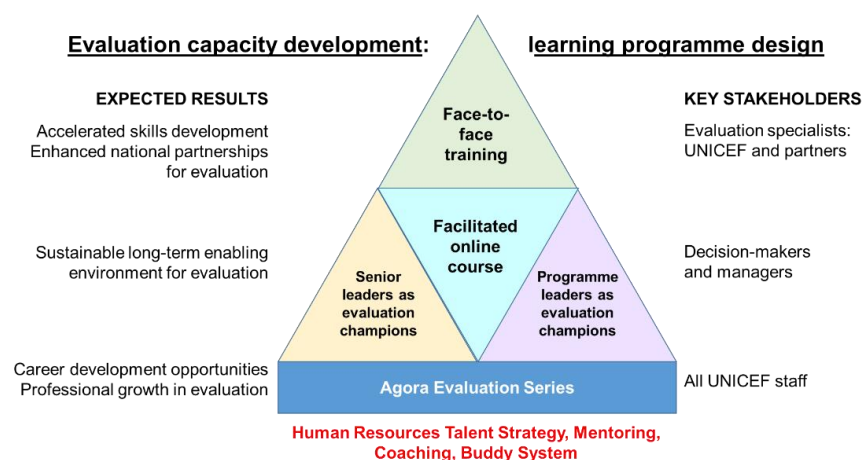 Evaluation capacity development: learning programme design
EXPECTED RESULTS
Accelerated skills development
Enhanced national partnerships
for evaluation
Sustainable long-term enabling
environment for evaluation
Career development opportunities
Professional growth in evaluation
Face-to-
face
training
Facilitated
online
course
Senior
leaders as
evaluation
champions
Programme
leaders as
evaluation
champions
Agora Evaluation Series
KEY STAKEHOLDERS
Evaluation specialists:
UNICEF and partners
Decision-makers
and managers
All UNICEF staff
Human Resources Talent Strategy, Mentoring,
Coaching, Buddy System